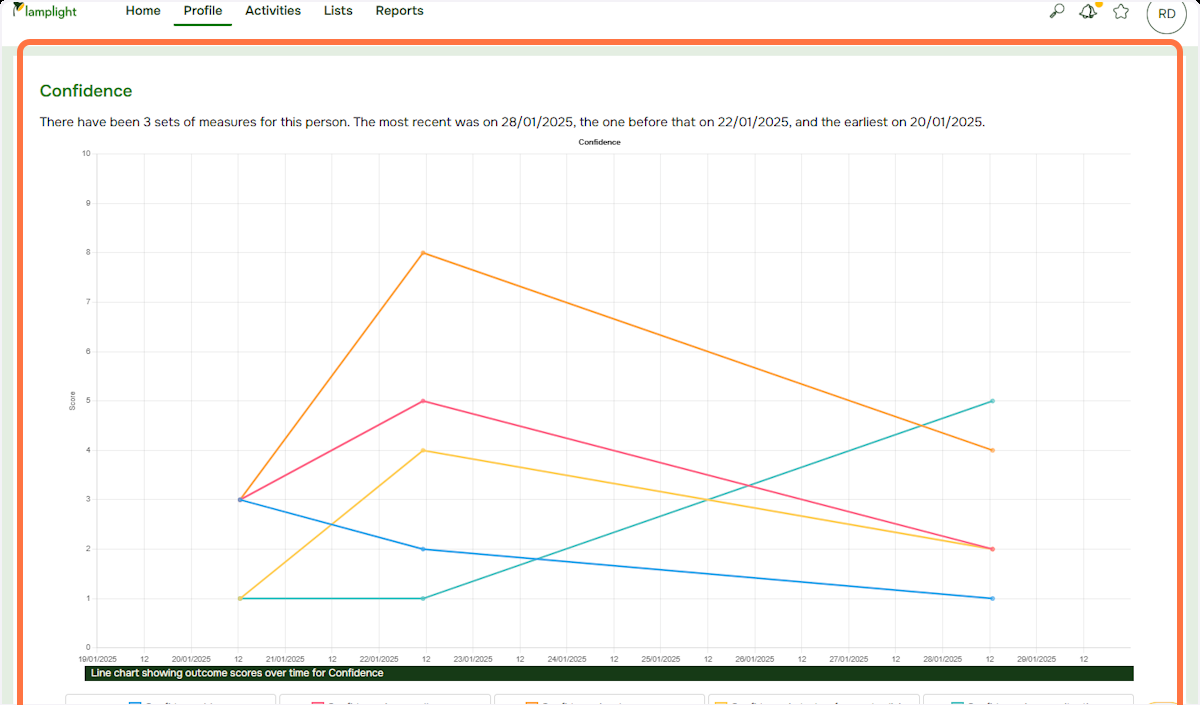 lamplight Home Profile Activities Lists Reports RD
Confidence
There have been 3 sets of measures for this person. The most recent was on 28/01/2025, the one before that on 22/01/2025, and the earliest on 20/01/2025.
Confidence
10
9
8
7
6
Score
5
4
3
2
1
0
19/01/2025 12 20/01/2025 12 21/01/2025 12 22/01/2025 12 23/01/2025 12 24/01/2025 12 25/01/2025 12 26/01/2025 12 27/01/2025 12 28/01/2025 12 29/01/2025 12
Line chart showing outcome scores over time for Confidence